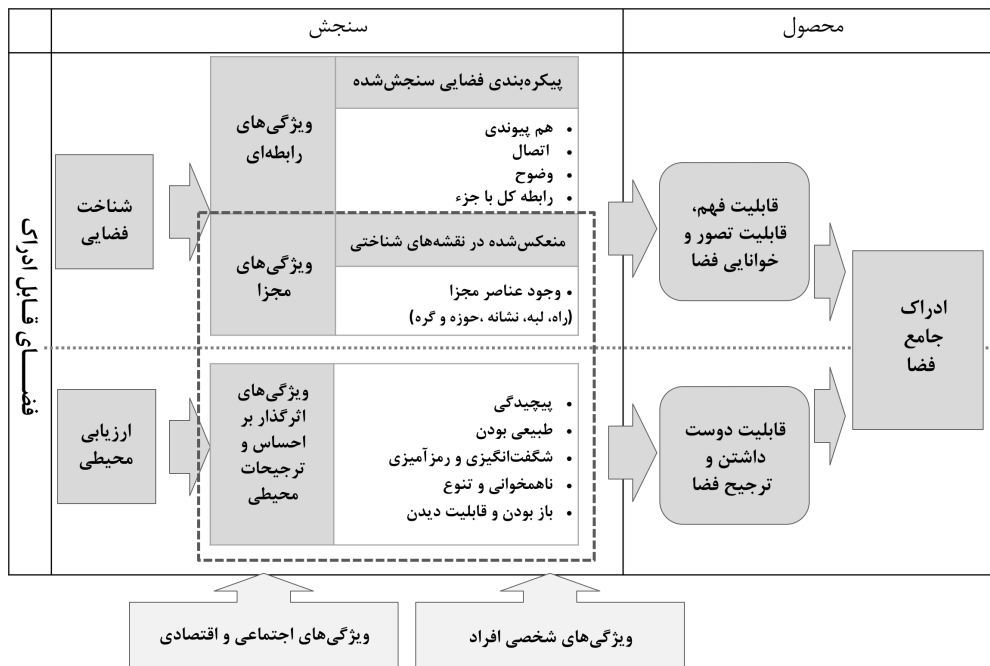 سنجش
محصول
فضـــــای قـابل ادراک
شناخت
فضایی
ویژگی‌های
رابطه‌ای
پیکره‌بندی فضایی سنجش‌شده
• هم پیوندی
• اتصال
• وضوح
• رابطه کل با جزء
ویژگی‌های
مجزا
منعکس‌شده در نقشه‌های شناختی
• وجود عناصر مجزا
(راه، لبه، نشانه ،حوزه و گره)
قابلیت فهم،
قابلیت تصور و
خوانایی فضا
ادراک
جامع
فضا
ارزیابی
محیطی
ویژگی‌های
اثرگذار بر
احساس و
ترجیحات
محیطی
• پیچیدگی
• طبیعی بودن
• شگفت‌انگیزی و رمزآمیزی
• ناهمخوانی و تنوع
• باز بودن و قابلیت دیدن
قابلیت دوست
داشتن و
ترجیح فضا
ویژگی‌های اجتماعی و اقتصادی
ویژگی‌های شخصی افراد